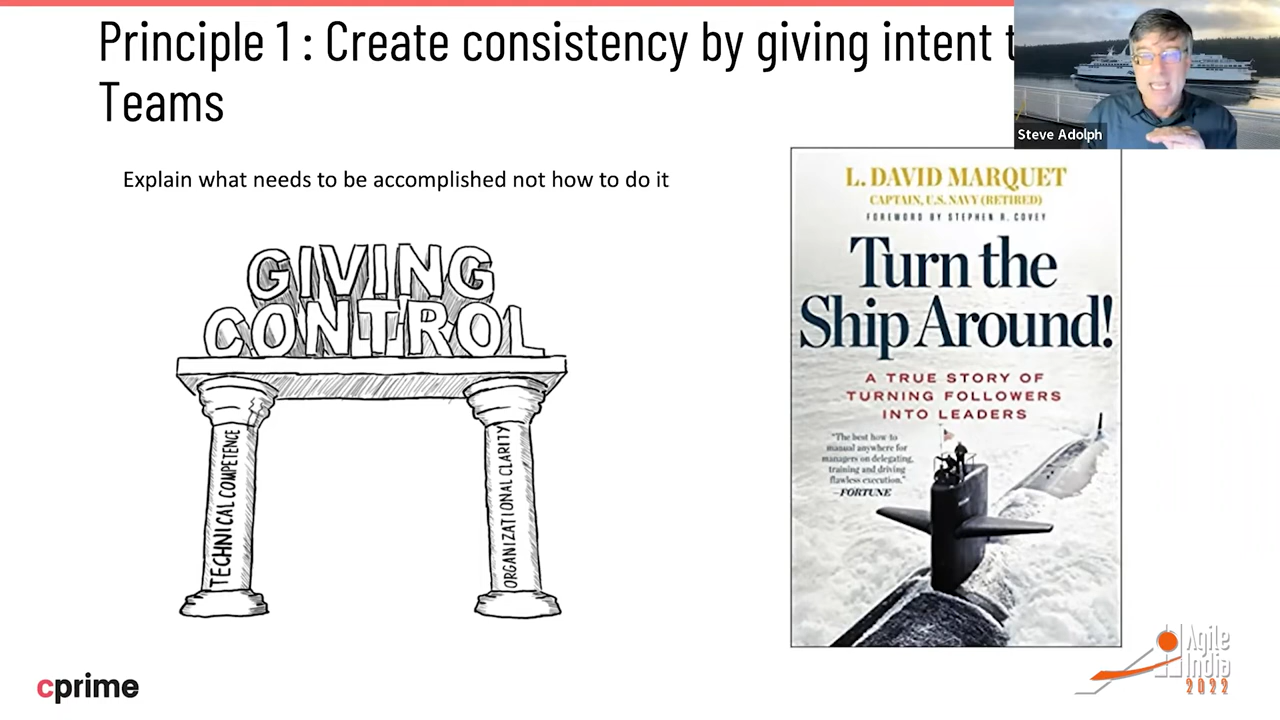 Principle 1 : Create consistency by giving intent t
Teams
Steve Adolph
Explain what needs to be accomplished not how to do it
GIVING
CONTROL
TECHNICAL COMPETENCE
ORGANIZATIONAL CLARITY
L. DAVID MARQUET
CAPTAIN, U.S. NAVY (RETIRED)
FOREWORD BY STEPHEN R. COVEY
Turn the
Ship Around!
A TRUE STORY OF
TURNING FOLLOWERS
INTO LEADERS
"The best how-to
manual anywhere for
managers on delegating,
training and driving
flawless execution."
—FORTUNE
cprime
Agile
India
2022